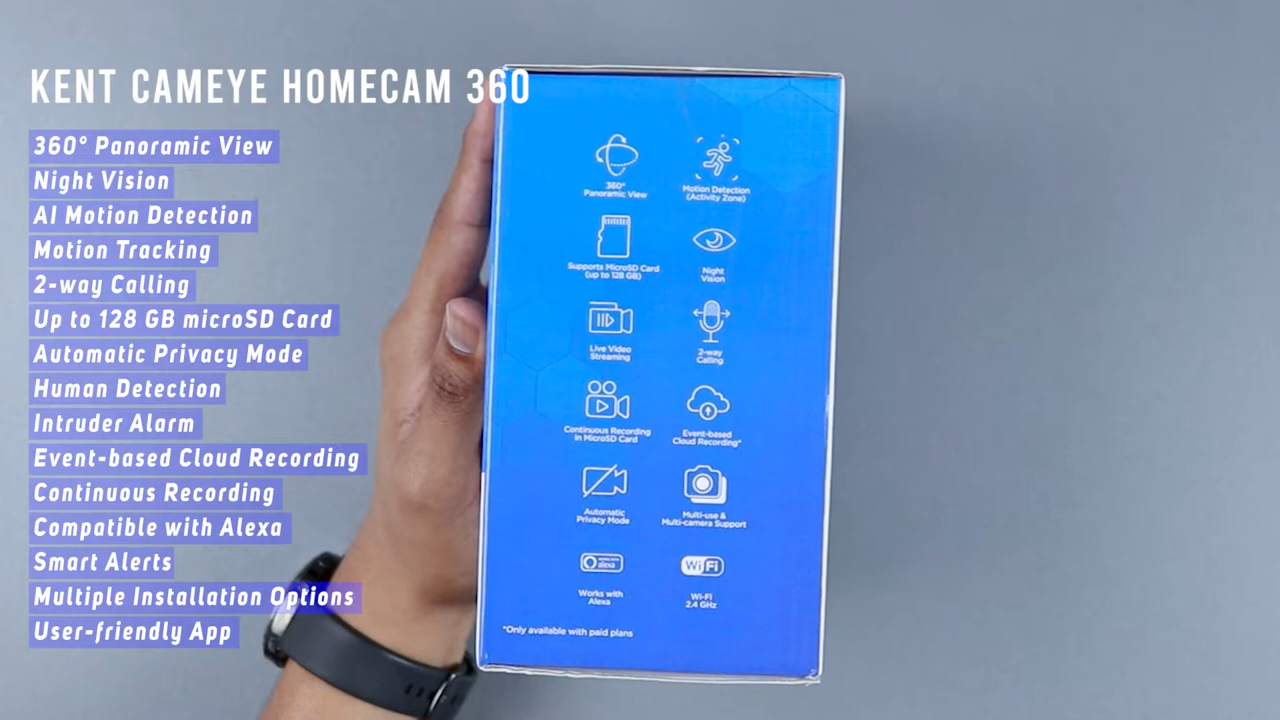 KENT CAMEYE HOMECAM 360
360° Panoramic View
Night Vision
AI Motion Detection
Motion Tracking
2-way Calling
Up to 128 GB microSD Card
Automatic Privacy Mode
Human Detection
Intruder Alarm
Event-based Cloud Recording
Continuous Recording
Compatible with Alexa
Smart Alerts
Multiple Installation Options
User-friendly App
360°
Panoramic View
Motion Detection
(Activity Zone)
Supports MicroSD Card
(up to 128 GB)
Night
Vision
Live Video
Streaming
2-way
Calling
Continuous Recording
in MicroSD Card
Event-based
Cloud Recording*
Automatic
Privacy Mode
Multi-use &
Multi-camera Support
WORKS WITH
alexa
WiFi
Works with
Alexa
Wi-Fi
2.4 GHz
*Only available with paid plans